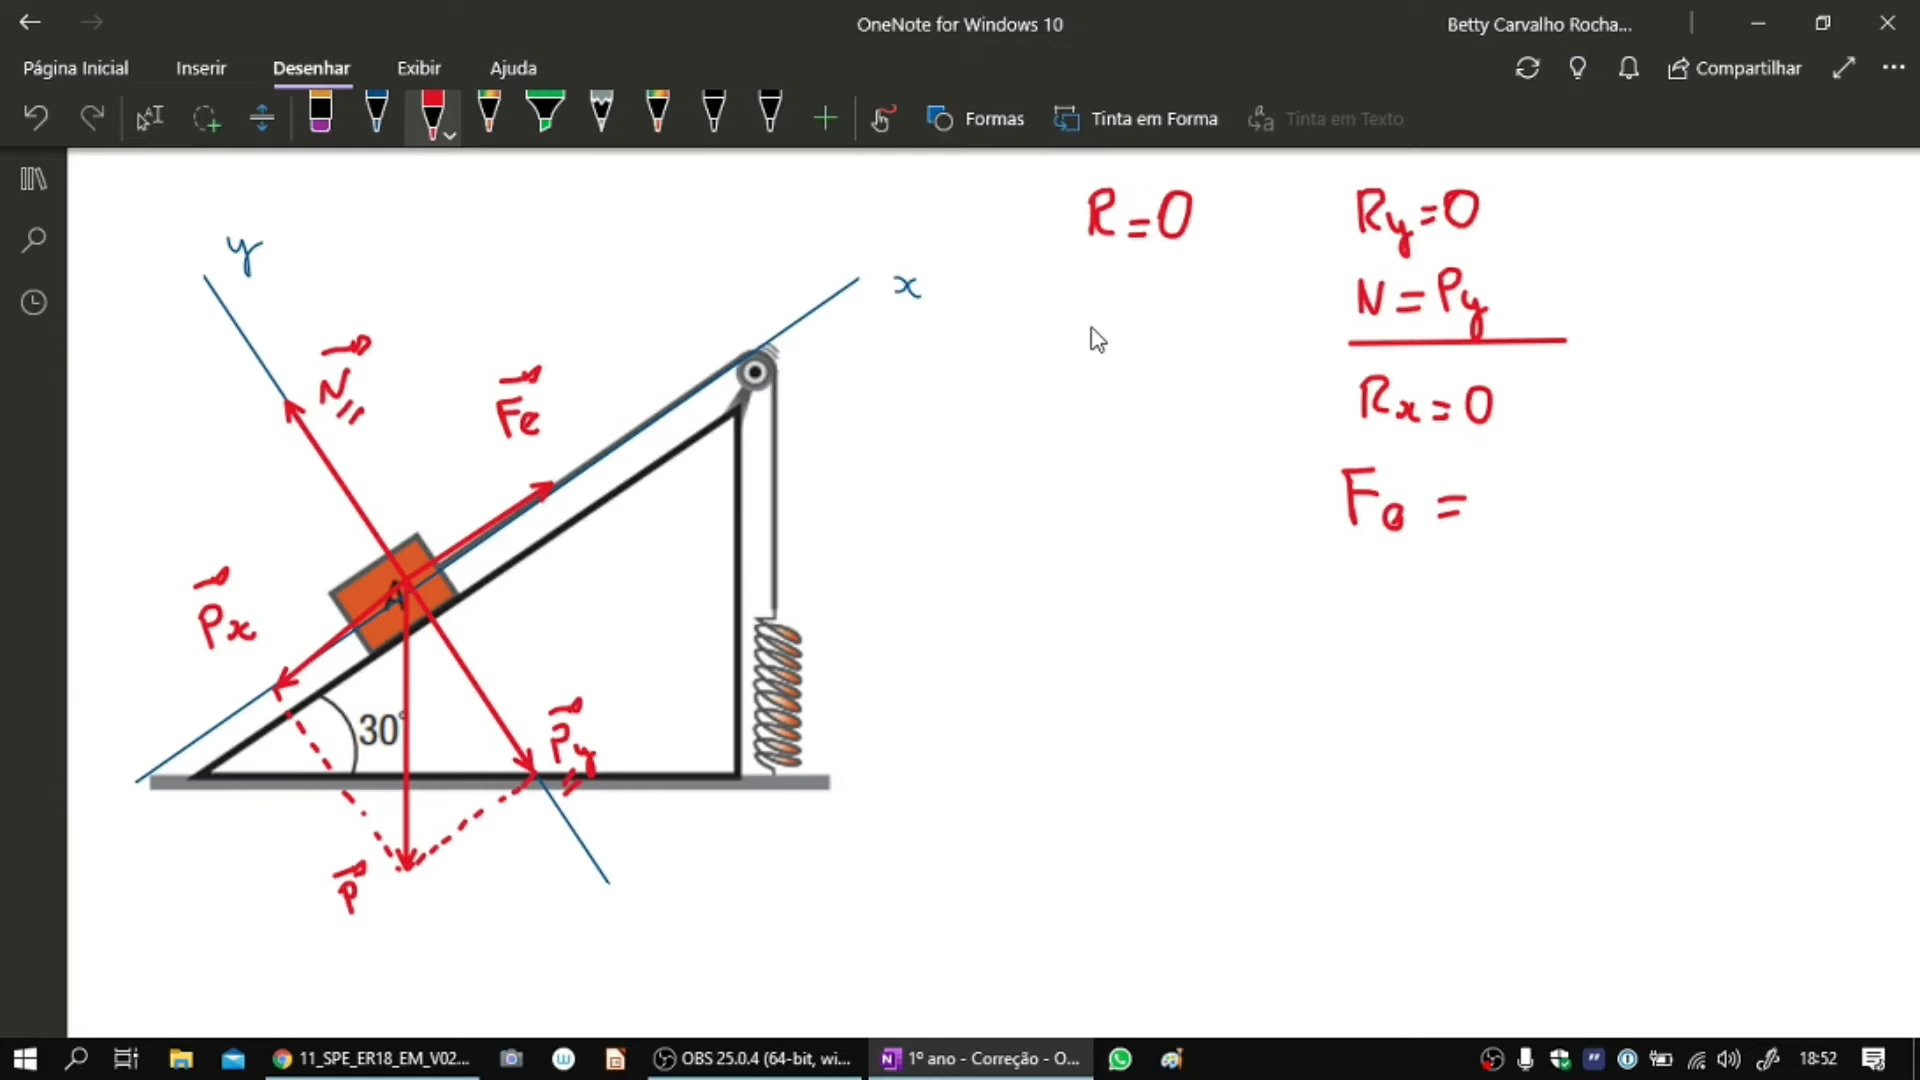 OneNote for Windows 10
Betty Carvalho Rocha...
Página Inicial
Inserir
Desenhar
Exibir
Ajuda
Compartilhar
Formas
Tinta em Forma
Tinta em Texto
R=0
Ry=0
N=Py
Rx=0
Fe =
y
x
N
Fe
A
Px
30°
Py
P
11_SPE_ER18_EM_V02...
OBS 25.0.4 (64-bit, wi...
1º ano - Correção - O...
18:52